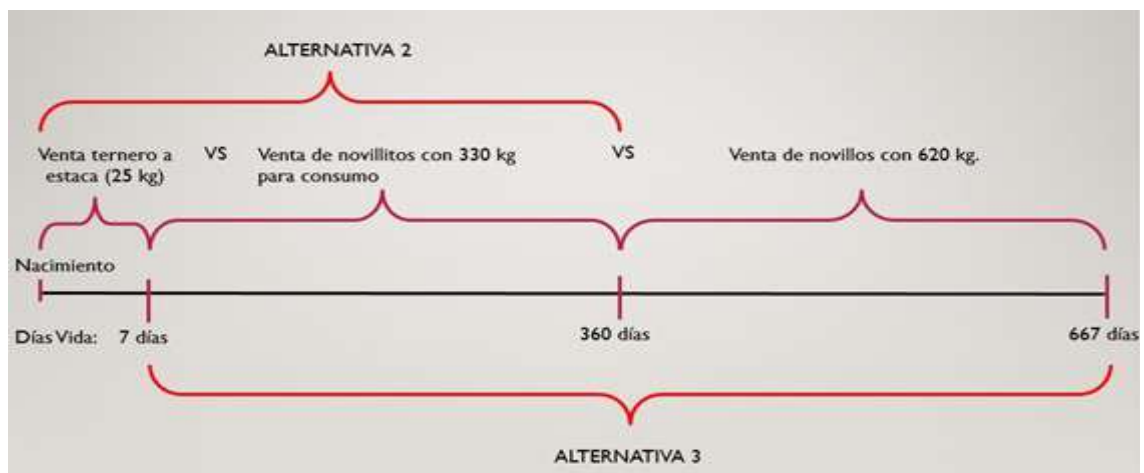 ALTERNATIVA 2
Venta ternero a
estaca (25 kg)
VS
Venta de novillitos con 330 kg
para consumo
VS
Venta de novillos con 620 kg.
Nacimiento
Días Vida: 7 días 360 días 667 días
ALTERNATIVA 3